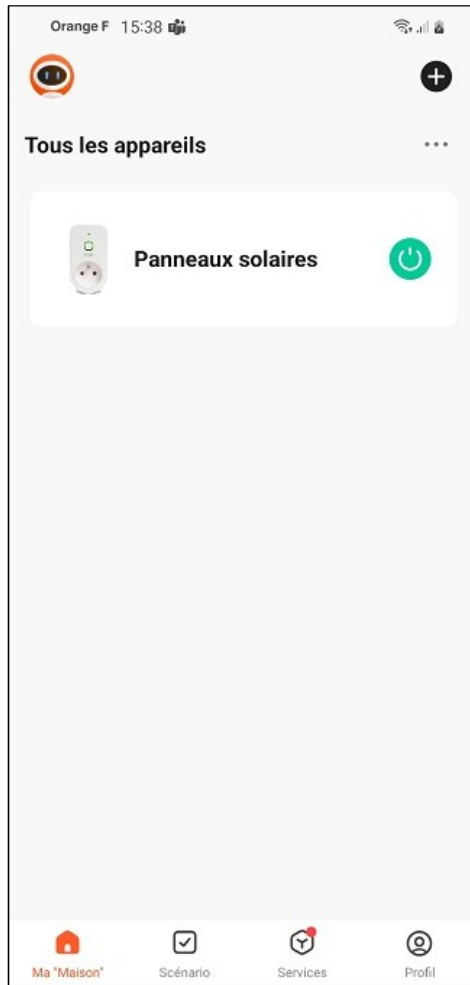 Orange F 15:38
Tous les appareils
Panneaux solaires
Ma "Maison"
Scénario
Services
Profil